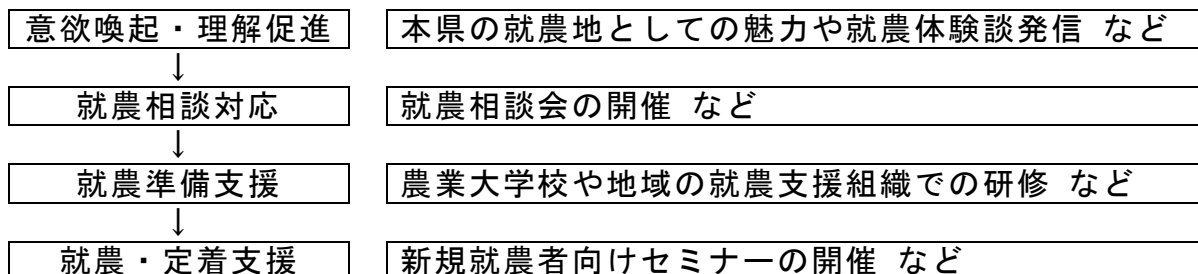 意欲喚起・理解促進 本県の就農地としての魅力や就農体験談発信 など
↓
就農相談対応 就農相談会の開催 など
↓
就農準備支援 農業大学校や地域の就農支援組織での研修 など
↓
就農・定着支援 新規就農者向けセミナーの開催 など